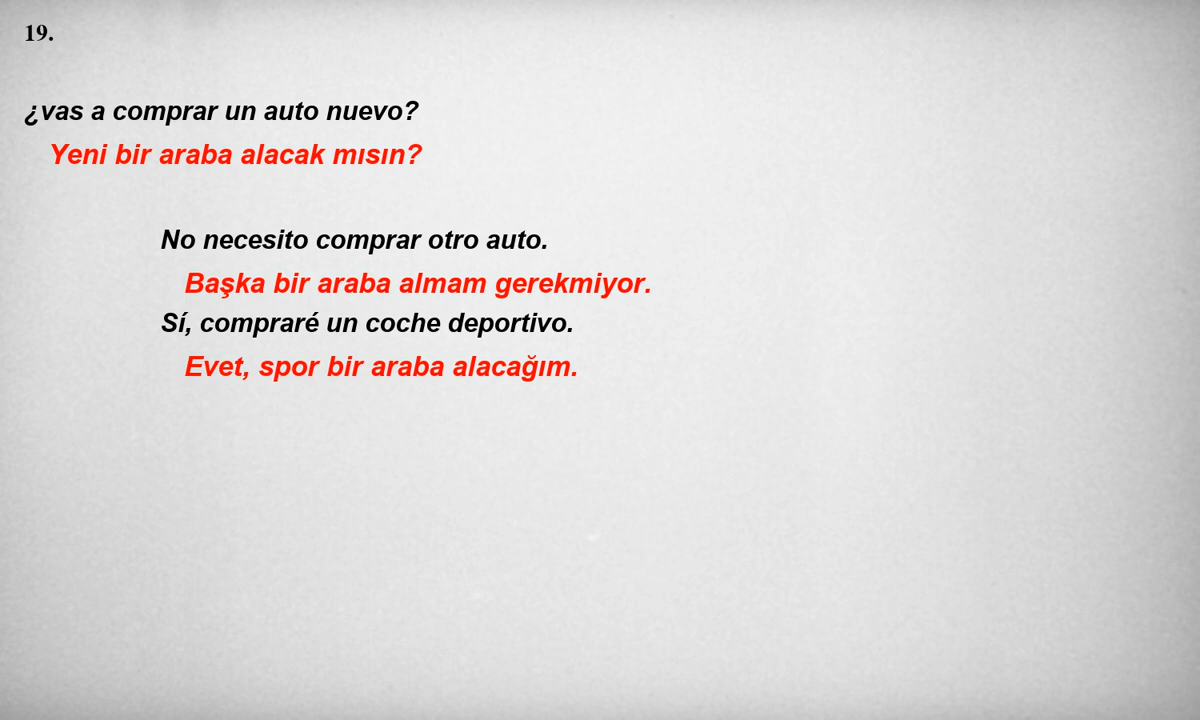 19.
¿vas a comprar un auto nuevo?
Yeni bir araba alacak mısın?
No necesito comprar otro auto.
Başka bir araba almam gerekmiyor.
Sí, compraré un coche deportivo.
Evet, spor bir araba alacağım.